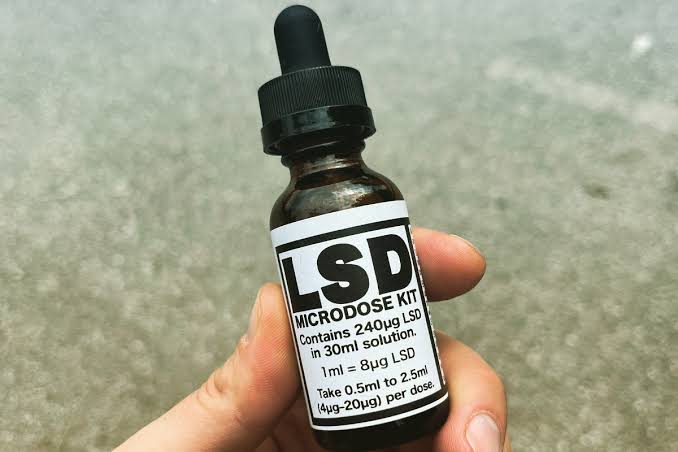 LSD
MICRODOSE KIT
Contains 240µg LSD
in 30ml solution.
1ml = 8µg LSD
Take 0.5ml to 2.5ml
(4µg-20µg) per dose.